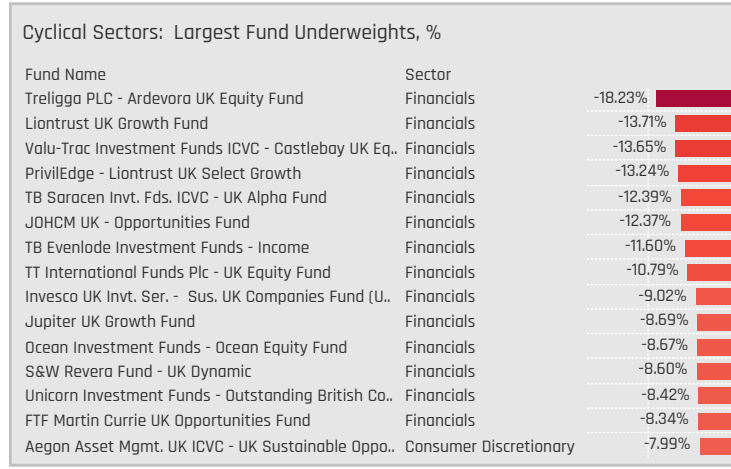 Cyclical Sectors: Largest Fund Underweights, %
Fund Name Sector
Treligga PLC - Ardevora UK Equity Fund Financials -18.23%
Liontrust UK Growth Fund Financials -13.71%
Valu-Trac Investment Funds ICVC - Castlebay UK Eq.. Financials -13.65%
PrivilEdge - Liontrust UK Select Growth Financials -13.24%
TB Saracen Invt. Fds. ICVC - UK Alpha Fund Financials -12.39%
JOHCM UK - Opportunities Fund Financials -12.37%
TB Evenlode Investment Funds - Income Financials -11.60%
TT International Funds Plc - UK Equity Fund Financials -10.79%
Invesco UK Invt. Ser. - Sus. UK Companies Fund (U.. Financials -9.02%
Jupiter UK Growth Fund Financials -8.69%
Ocean Investment Funds - Ocean Equity Fund Financials -8.67%
S&W Revera Fund - UK Dynamic Financials -8.60%
Unicorn Investment Funds - Outstanding British Co.. Financials -8.42%
FTF Martin Currie UK Opportunities Fund Financials -8.34%
Aegon Asset Mgmt. UK ICVC - UK Sustainable Oppo.. Consumer Discretionary -7.99%